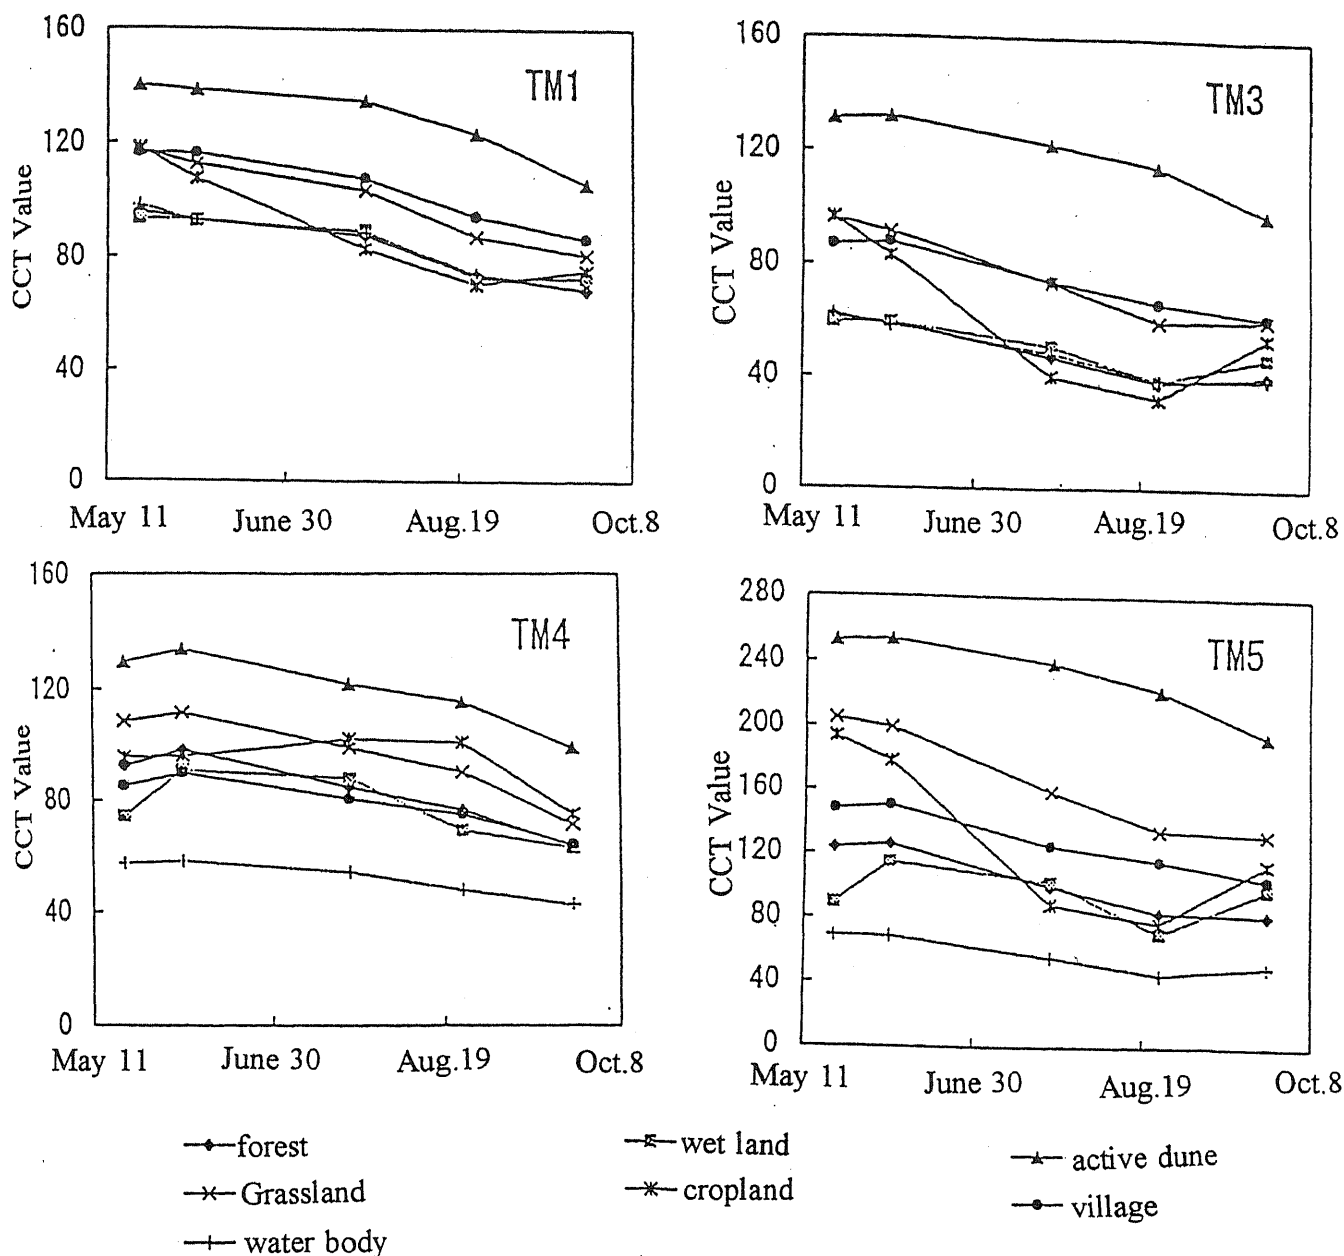 TM1
160
120
80
40
0
CCT Value
May 11 June 30 Aug.19 Oct.8
TM3
160
120
80
40
0
CCT Value
May 11 June 30 Aug.19 Oct.8
TM4
160
120
80
40
0
CCT Value
May 11 June 30 Aug.19 Oct.8
TM5
280
240
200
160
120
80
40
0
CCT Value
May 11 June 30 Aug.19 Oct.8
forest
Grassland
water body
wet land
cropland
active dune
village